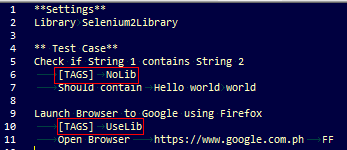 1 **Settings**
2 Library Selenium2Library
3
4 ** Test Case**
5 Check if String 1 contains String 2
6 [TAGS] NoLib
7 Should contain Hello world world
8
9 Launch Browser to Google using Firefox
10 [TAGS] UseLib
11 Open Browser https://www.google.com.ph FF